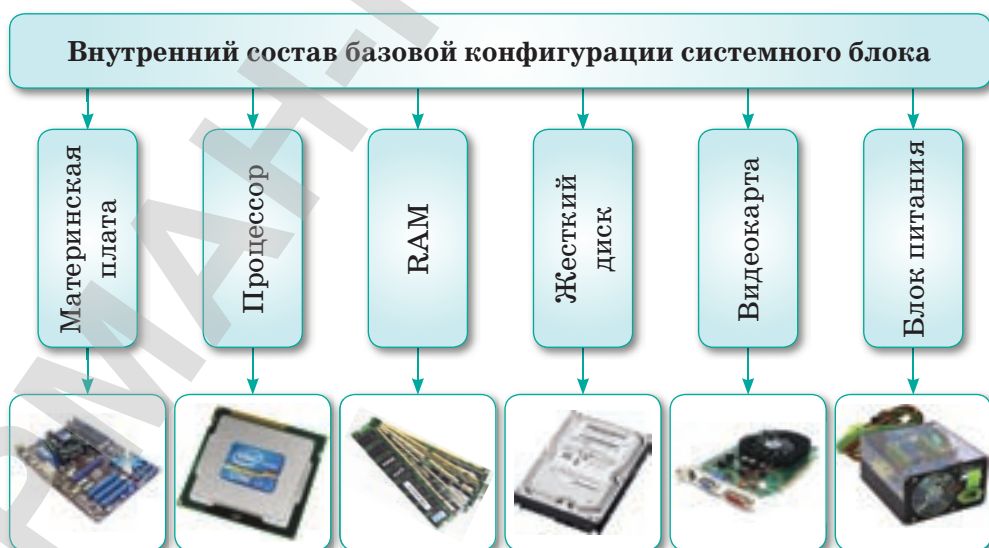 Внутренний состав базовой конфигурации системного блока
Материнская
плата
Процессор
RAM
Жесткий
диск
Видеокарта
Блок питания